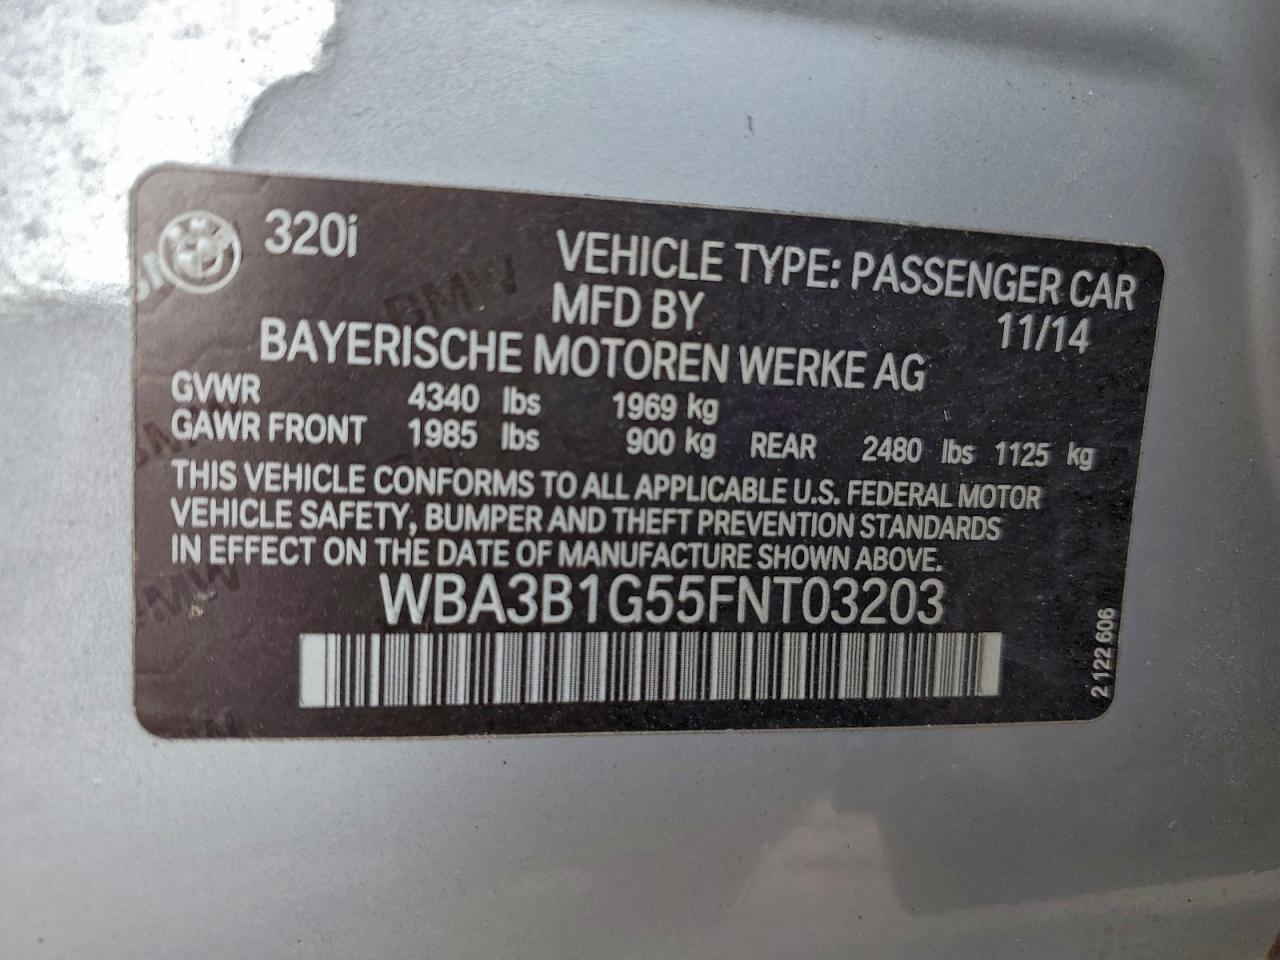 320i
VEHICLE TYPE: PASSENGER CAR
MFD BY 11/14
BAYERISCHE MOTOREN WERKE AG
GVWR 4340 lbs 1969 kg
GAWR FRONT 1985 lbs 900 kg REAR 2480 lbs 1125 kg
THIS VEHICLE CONFORMS TO ALL APPLICABLE U.S. FEDERAL MOTOR
VEHICLE SAFETY, BUMPER AND THEFT PREVENTION STANDARDS
IN EFFECT ON THE DATE OF MANUFACTURE SHOWN ABOVE.
WBA3B1G55FNT03203
2 122 606
BMW
BMW